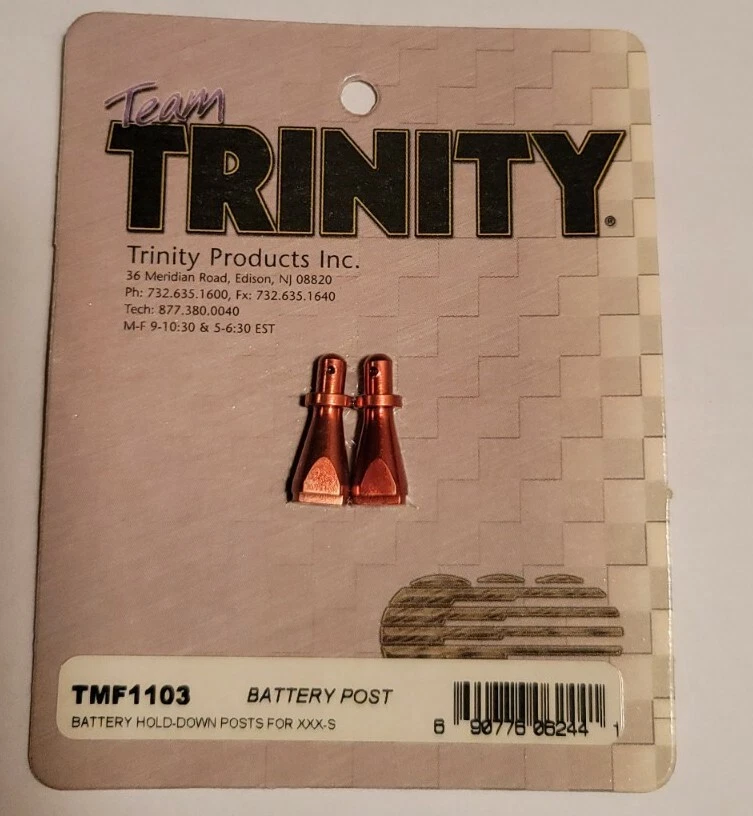 Team
TRINITY®
Trinity Products Inc.
36 Meridian Road, Edison, NJ 08820
Ph: 732.635.1600, Fx: 732.635.1640
Tech: 877.380.0040
M-F 9-10:30 & 5-6:30 EST
TMF1103 BATTERY POST
BATTERY HOLD-DOWN POSTS FOR XXX-S
6 90776 06244 1